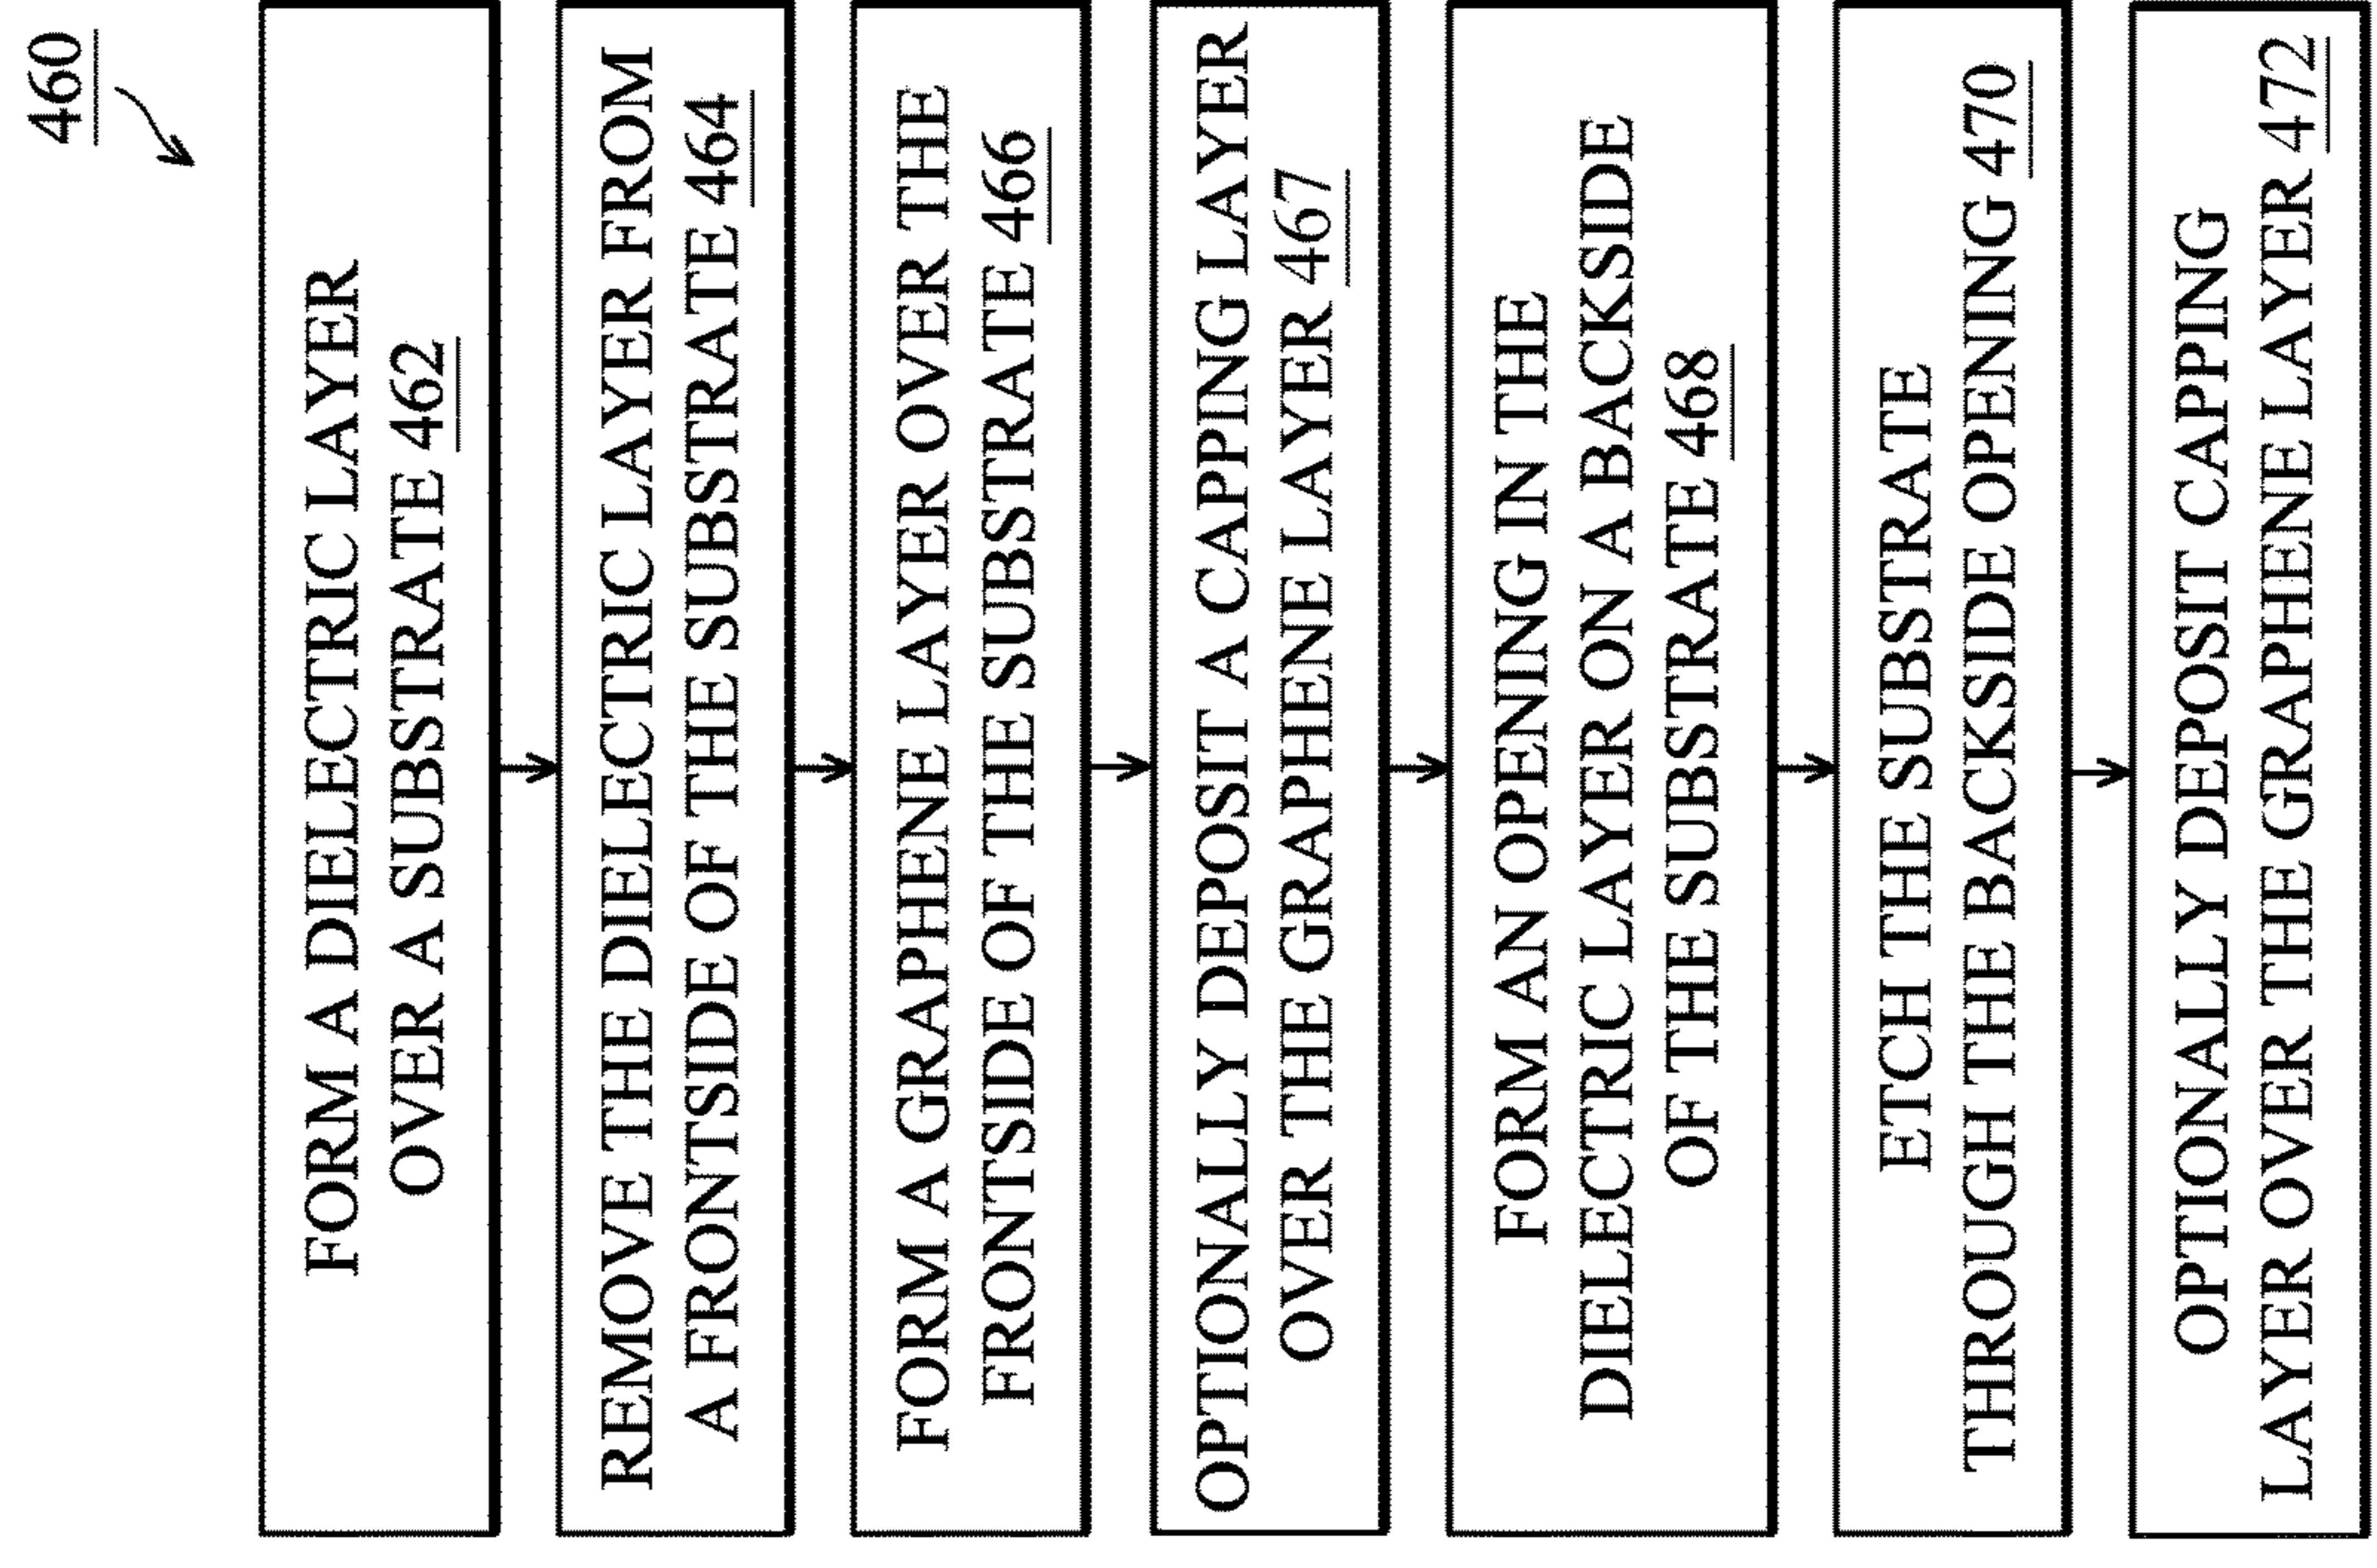 460
FORM A DIELECTRIC LAYER
OVER A SUBSTRATE 462
REMOVE THE DIELECTRIC LAYER FROM
A FRONTSIDE OF THE SUBSTRATE 464
FORM A GRAPHENE LAYER OVER THE
FRONTSIDE OF THE SUBSTRATE 466
OPTIONALLY DEPOSIT A CAPPING LAYER
OVER THE GRAPHENE LAYER 467
FORM AN OPENING IN THE
DIELECTRIC LAYER ON A BACKSIDE
OF THE SUBSTRATE 468
ETCH THE SUBSTRATE
THROUGH THE BACKSIDE OPENING 470
OPTIONALLY DEPOSIT CAPPING
LAYER OVER THE GRAPHENE LAYER 472